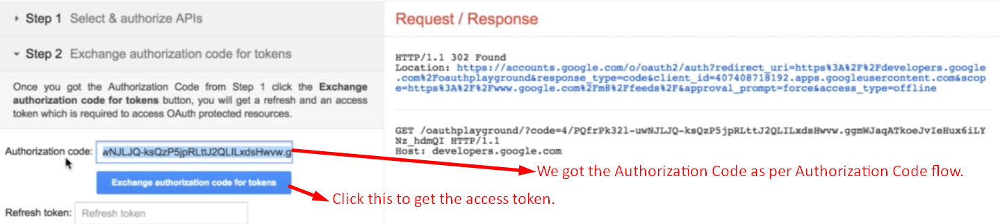 Step 1 Select & authorize APIs
Step 2 Exchange authorization code for tokens
Once you got the Authorization Code from Step 1 click the Exchange
authorization code for tokens button, you will get a refresh and an access
token which is required to access OAuth protected resources.
Authorization code: wNJLJQ-ksQzP5jpRLttJ2QLILxdsHwvw.g
Exchange authorization code for tokens
Refresh token: Refresh token
Request / Response
HTTP/1.1 302 Found
Location: https://accounts.google.com/o/oauth2/auth?redirect_uri=https%3A%2F%2Fdevelopers.google
.com%2Foauthplayground&response_type=code&client_id=407408718192.apps.googleusercontent.com&scop
e=https%3A%2F%2Fwww.google.com%2Fm8%2Ffeeds%2F&approval_prompt=force&access_type=offline
GET /oauthplayground/?code=4/PQfrPk32l-uwNJLJQ-ksQzP5jpRLttJ2QLILxdsHwvw.ggmWJaqATkoeJvIeHux6iLY
Nz_hdmQI HTTP/1.1
Host: developers.google.com
We got the Authorization Code as per Authorization Code flow.
Click this to get the access token.